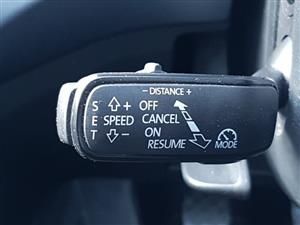 - DISTANCE +
S + OFF
E SPEED CANCEL
T - ON
RESUME MODE